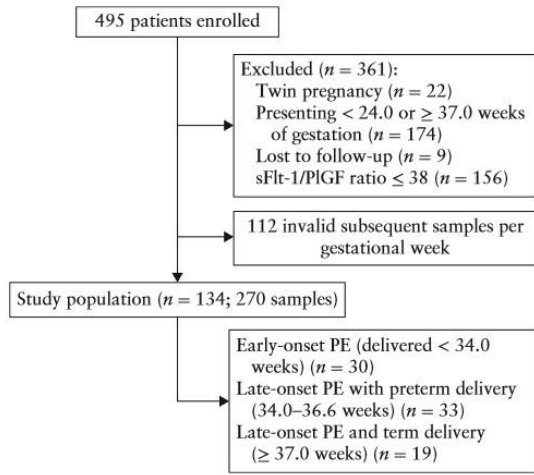 495 patients enrolled
Excluded (n = 361):
Twin pregnancy (n = 22)
Presenting < 24.0 or ≥ 37.0 weeks
of gestation (n = 174)
Lost to follow-up (n = 9)
sFlt-1/PlGF ratio ≤ 38 (n = 156)
112 invalid subsequent samples per
gestational week
Study population (n = 134; 270 samples)
Early-onset PE (delivered < 34.0
weeks) (n = 30)
Late-onset PE with preterm delivery
(34.0–36.6 weeks) (n = 33)
Late-onset PE and term delivery
(≥ 37.0 weeks) (n = 19)